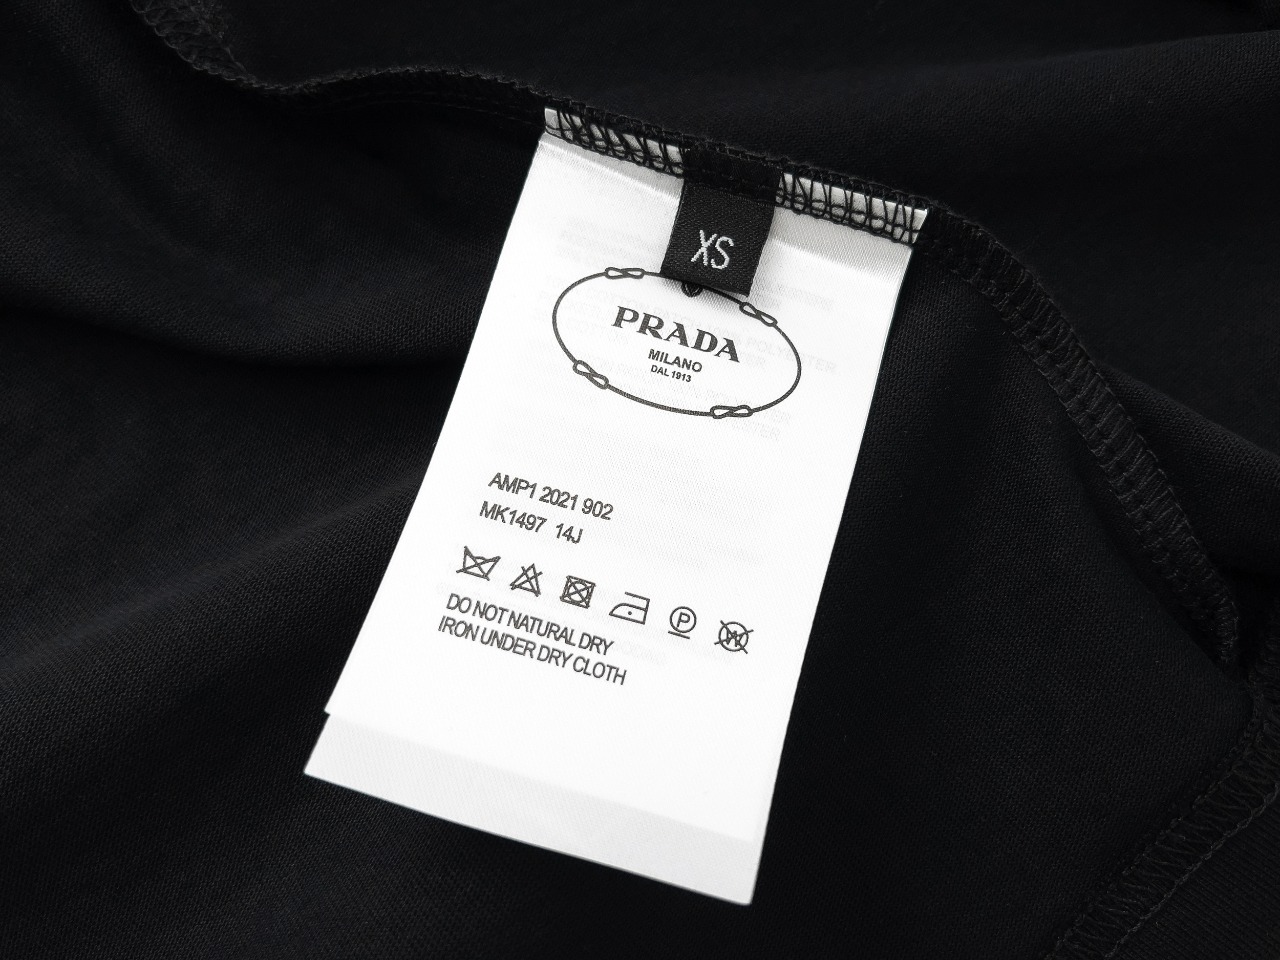 XS
PRADA
MILANO
DAL 1913
AMP1 2021 902
MK1497 14J
P
W
DO NOT NATURAL DRY
IRON UNDER DRY CLOTH